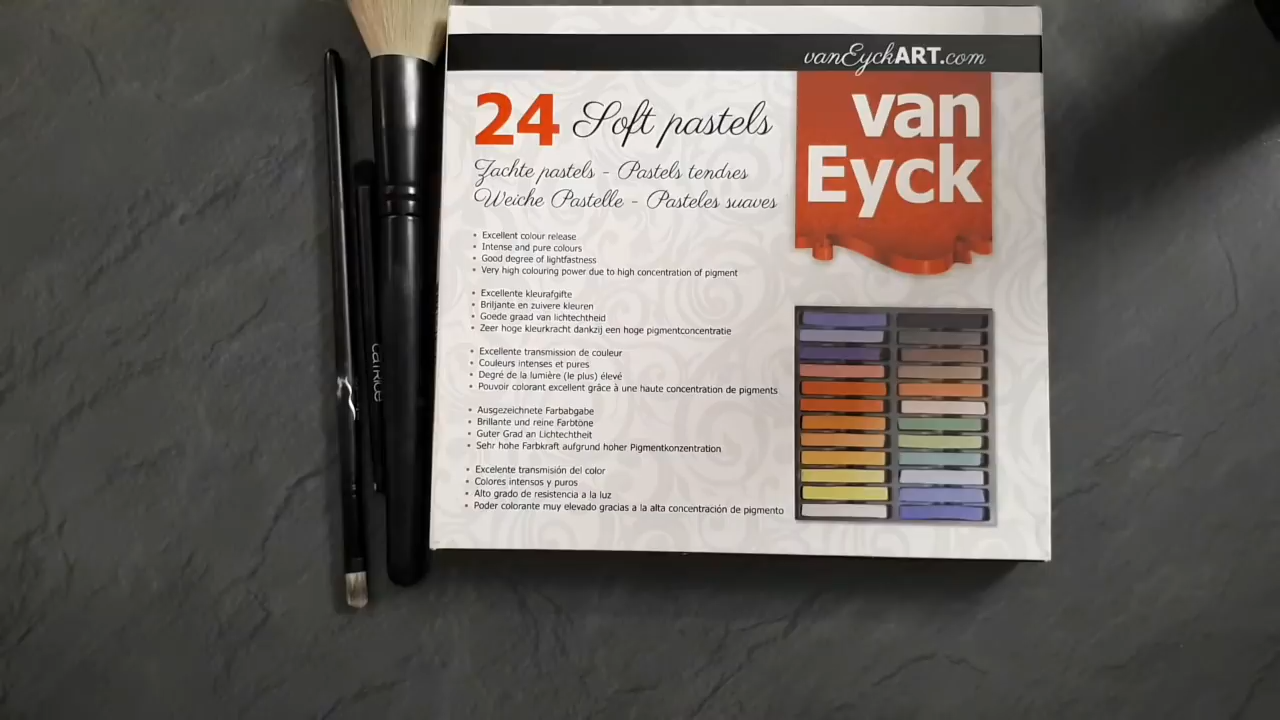 vanEyckART.com
van
Eyck
24 Soft pastels
Zachte pastels - Pastels tendres
Weiche Pastelle - Pasteles suaves
• Excellent colour release
• Intense and pure colours
• Good degree of lightfastness
• Very high colouring power due to high concentration of pigment
• Excellente kleurafgifte
• Briljante en zuivere kleuren
• Goede graad van lichtechtheid
• Zeer hoge kleurkracht dankzij een hoge pigmentconcentratie
• Excellente transmission de couleur
• Couleurs intenses et pures
• Degré de la lumière (le plus) élevé
• Pouvoir colorant excellent grâce à une haute concentration de pigments
• Ausgezeichnete Farbabgabe
• Brillante und reine Farbtöne
• Guter Grad an Lichtechtheit
• Sehr hohe Farbkraft aufgrund hoher Pigmentkonzentration
• Excelente transmisión del color
• Colores intensos y puros
• Alto grado de resistencia a la luz
• Poder colorante muy elevado gracias a la alta concentración de pigmento
CATRICE